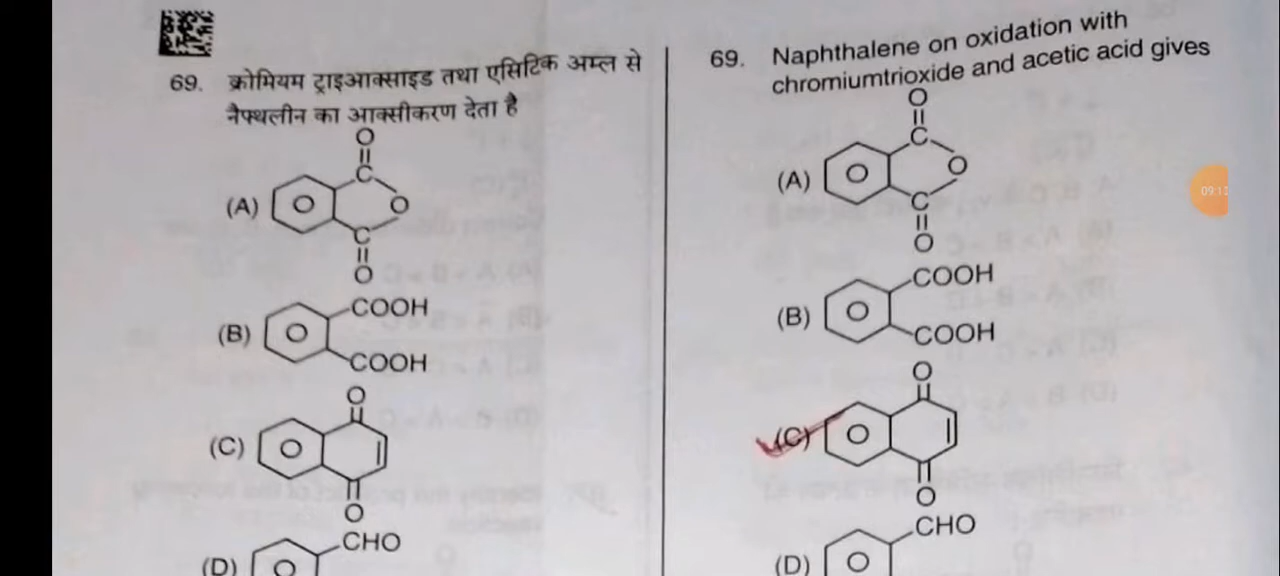 69. क्रोमियम ट्राइआक्साइड तथा एसिटिक अम्ल से
नैफ्थलीन का आक्सीकरण देता है
(A)
O
C
O
C
O
(B)
COOH
COOH
(C)
O
O
(D)
CHO
69. Naphthalene on oxidation with
chromiumtrioxide and acetic acid gives
(A)
O
C
O
C
O
(B)
COOH
COOH
(C)
O
O
(D)
CHO